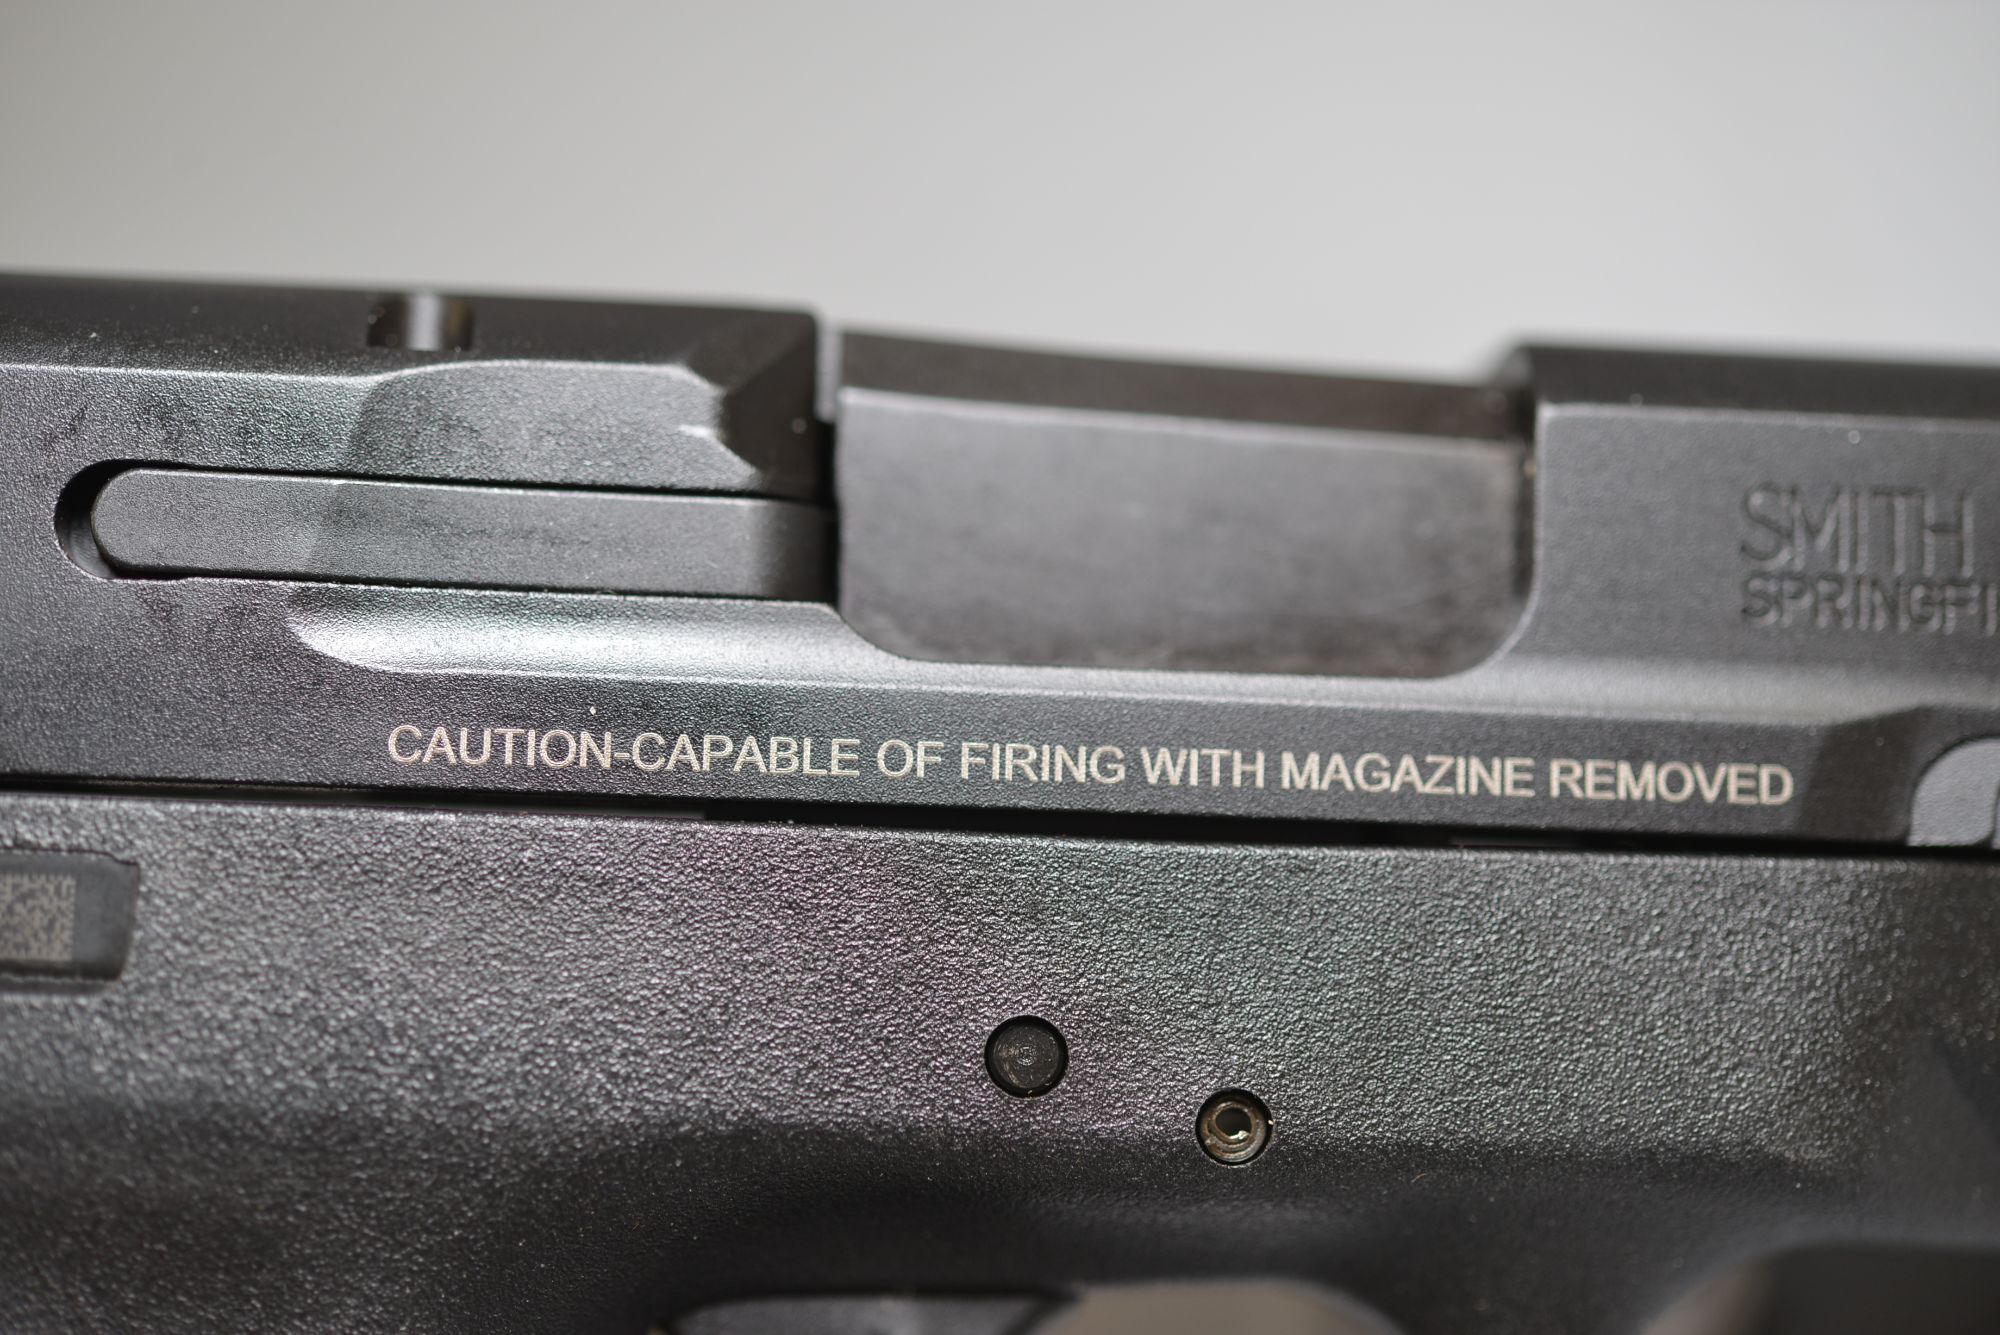 SMITH
SPRINGFI
CAUTION-CAPABLE OF FIRING WITH MAGAZINE REMOVED